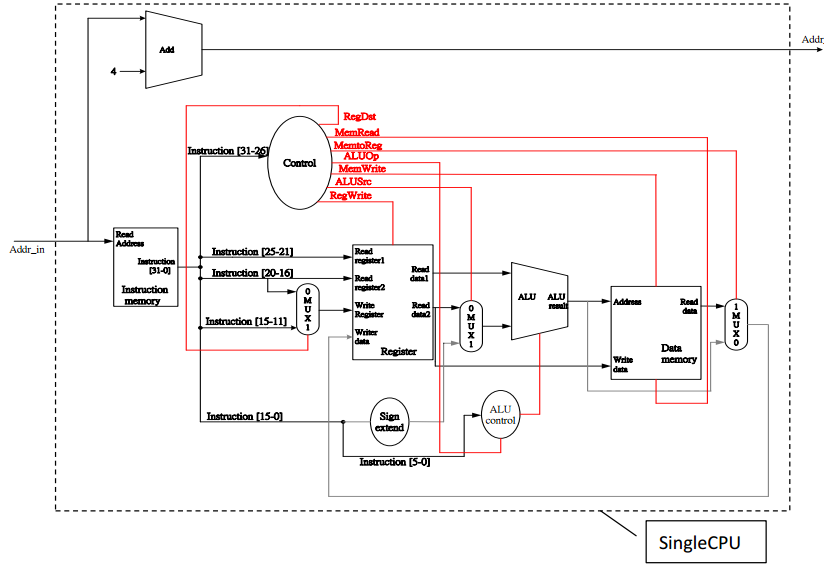 Add
Addr_
4
RegDst
MemRead
MemtoReg
ALUOp
MemWrite
ALUSrc
RegWrite
Instruction [31-26]
Control
Addr_in
Read
Address
Instruction
[31-0]
Instruction
memory
Instruction [25-21]
Instruction [20-16]
Instruction [15-11]
0
M
U
X
1
Read
register1
Read
register2
Write
Register
Writer
data
Read
data1
Read
data2
Register
0
M
U
X
1
ALU
ALU
result
Address
Read
data
Write
data
Data
memory
1
M
U
X
0
Instruction [15-0]
Sign
extend
ALU
control
Instruction [5-0]
SingleCPU